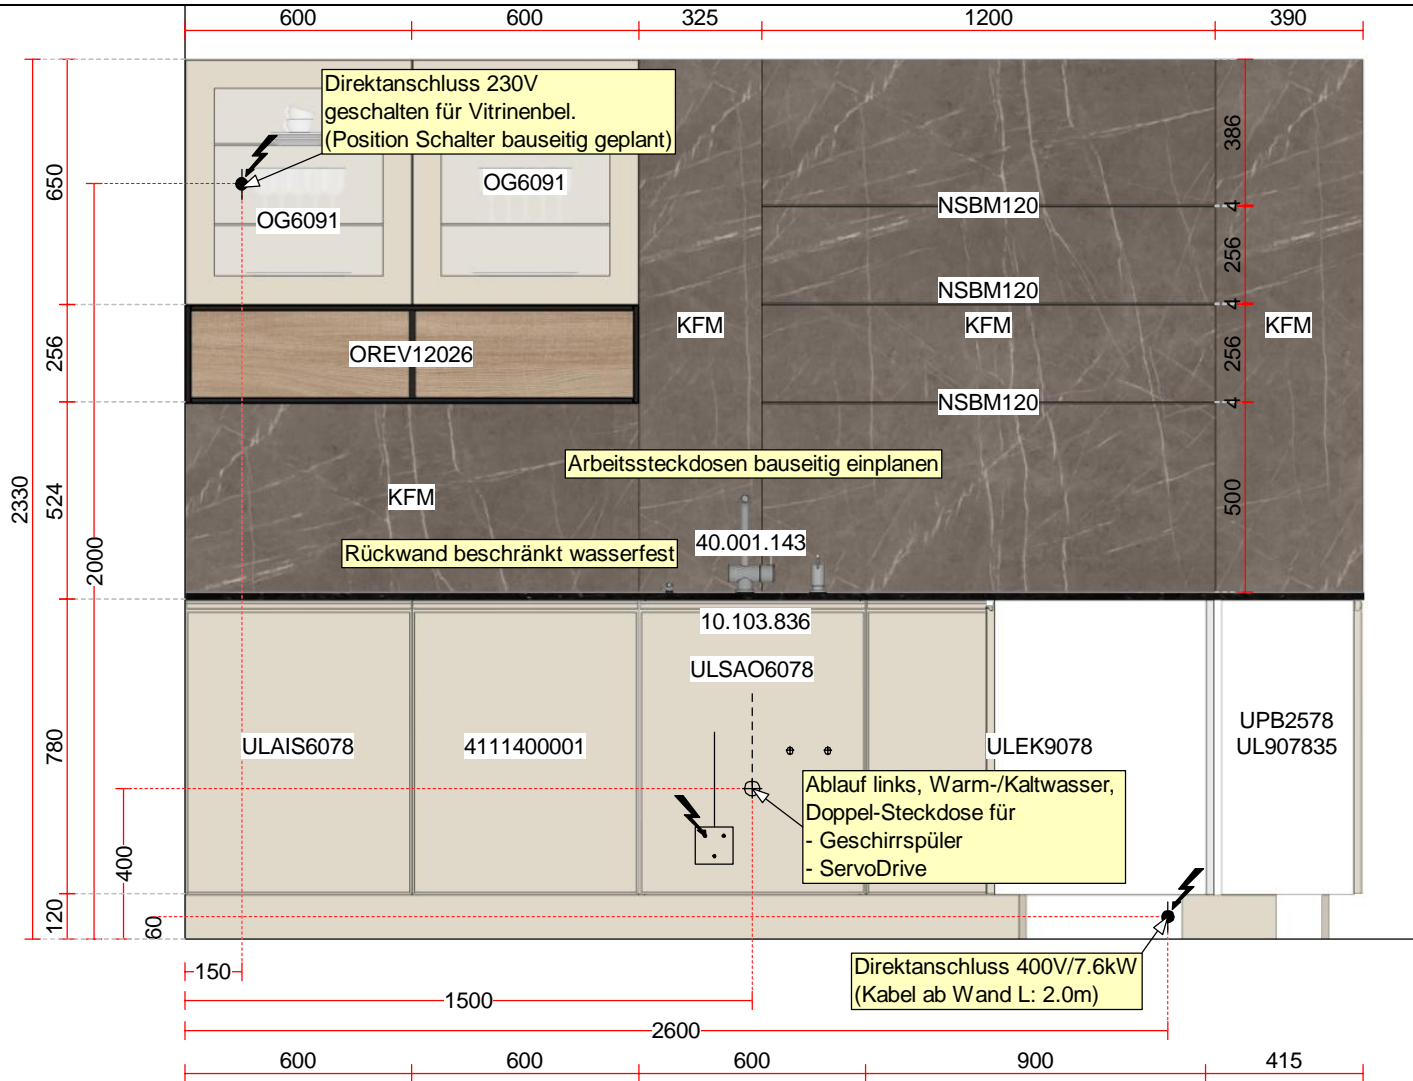 600
600
325
1200
390
Direktanschluss 230V
geschalten für Vitrinenbel.
(Position Schalter bauseitig geplant)
386
650
OG6091
OG6091
NSBM120
4
256
NSBM120
4
KFM
KFM
KFM
256
OREV12026
256
NSBM120
4
Arbeitssteckdosen bauseitig einplanen
2330
524
KFM
500
2000
Rückwand beschränkt wasserfest
40.001.143
10.103.836
ULSAO6078
780
ULAIS6078
4111400001
ULEK9078
UPB2578
UL907835
Ablauf links, Warm-/Kaltwasser,
Doppel-Steckdose für
- Geschirrspüler
- ServoDrive
400
120
60
Direktanschluss 400V/7.6kW
(Kabel ab Wand L: 2.0m)
150
1500
2600
600
600
600
900
415